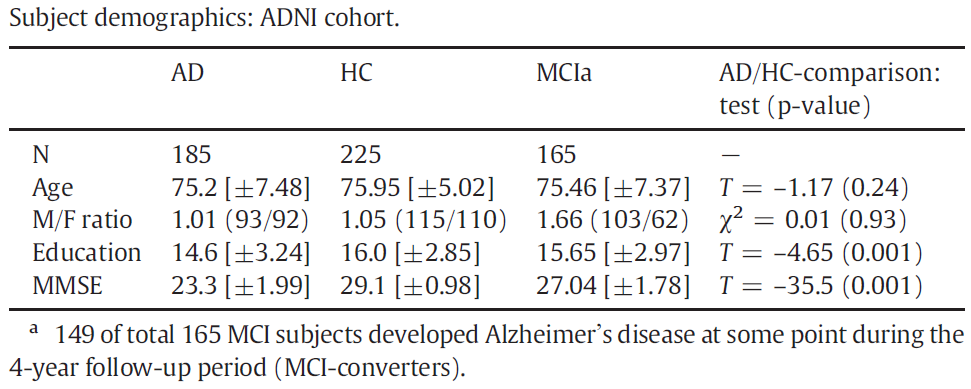 Subject demographics: ADNI cohort.
AD HC MCIa AD/HC-comparison:
test (p-value)
N 185 225 165 —
Age 75.2 [±7.48] 75.95 [±5.02] 75.46 [±7.37] T = –1.17 (0.24)
M/F ratio 1.01 (93/92) 1.05 (115/110) 1.66 (103/62) χ² = 0.01 (0.93)
Education 14.6 [±3.24] 16.0 [±2.85] 15.65 [±2.97] T = –4.65 (0.001)
MMSE 23.3 [±1.99] 29.1 [±0.98] 27.04 [±1.78] T = –35.5 (0.001)
ᵃ 149 of total 165 MCI subjects developed Alzheimer's disease at some point during the
4-year follow-up period (MCI-converters).